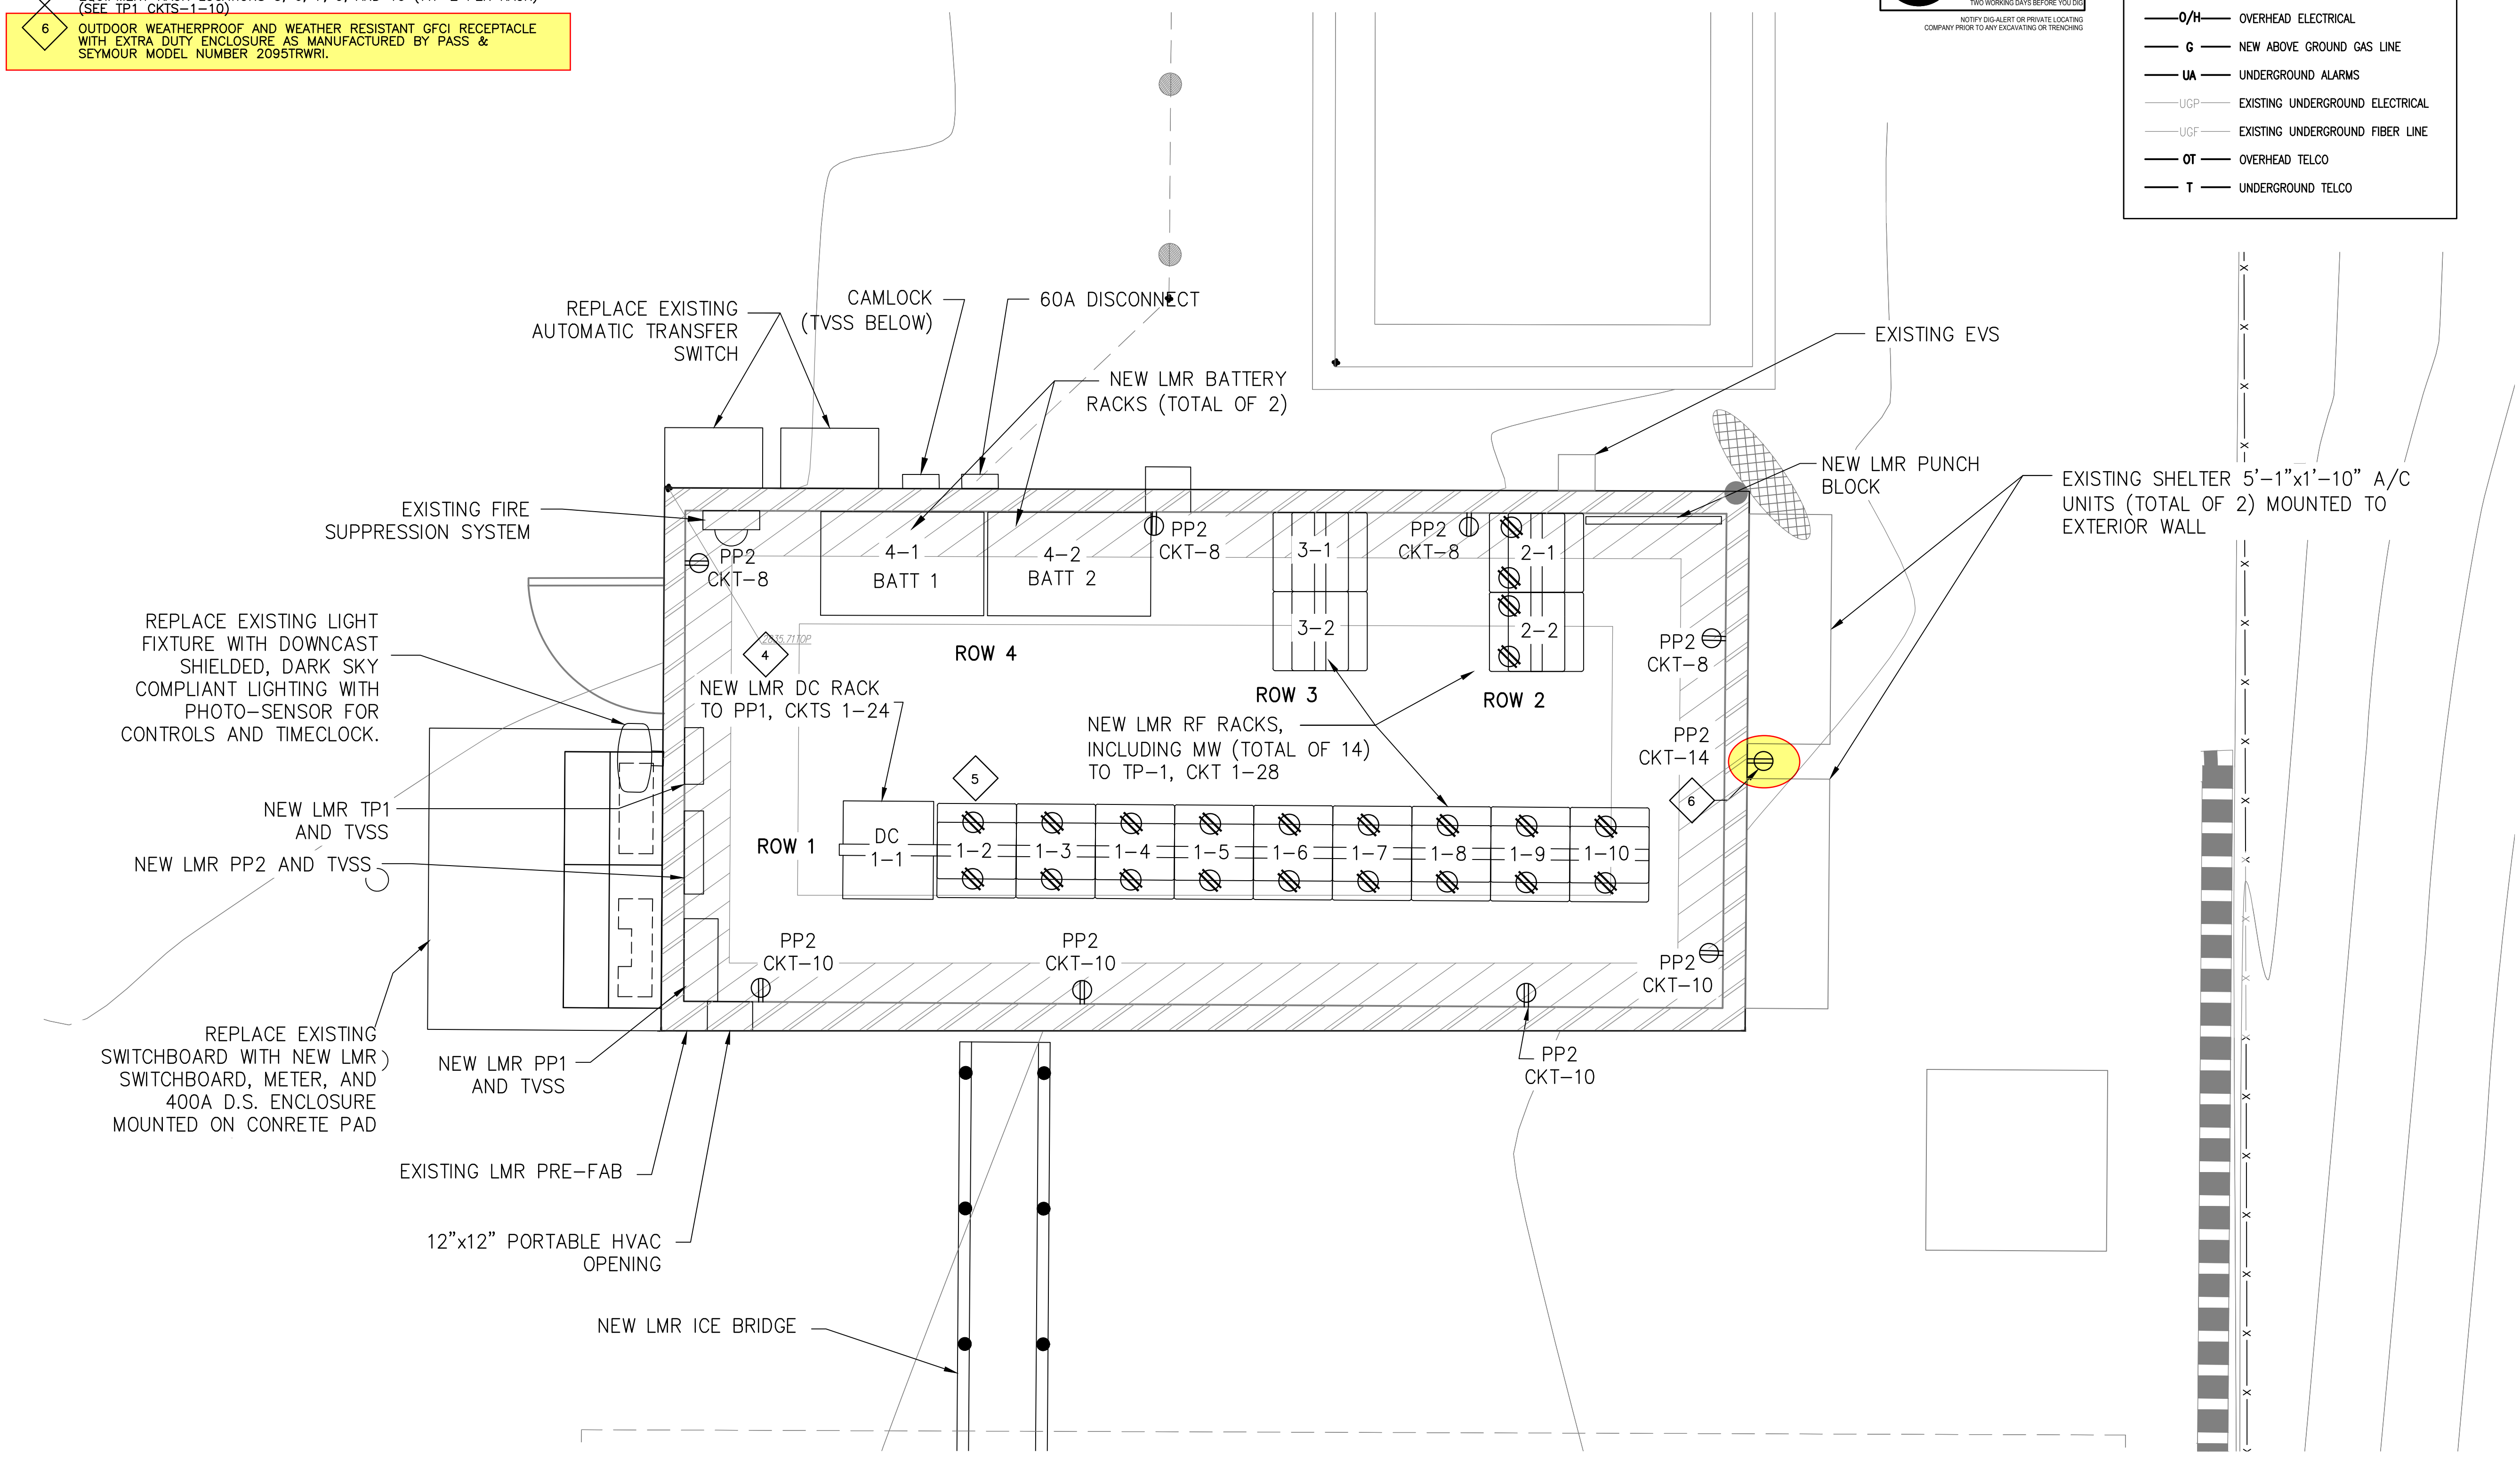 (SEE TP1 CKTS-1-10)
6
OUTDOOR WEATHERPROOF AND WEATHER RESISTANT GFCI RECEPTACLE
WITH EXTRA DUTY ENCLOSURE AS MANUFACTURED BY PASS &
SEYMOUR MODEL NUMBER 2095TRWRI.
TWO WORKING DAYS BEFORE YOU DIG
NOTIFY DIG-ALERT OR PRIVATE LOCATING
COMPANY PRIOR TO ANY EXCAVATING OR TRENCHING
O/H OVERHEAD ELECTRICAL
G NEW ABOVE GROUND GAS LINE
UA UNDERGROUND ALARMS
UGP EXISTING UNDERGROUND ELECTRICAL
UGF EXISTING UNDERGROUND FIBER LINE
OT OVERHEAD TELCO
T UNDERGROUND TELCO
REPLACE EXISTING
AUTOMATIC TRANSFER
SWITCH
CAMLOCK
(TVSS BELOW)
60A DISCONNECT
NEW LMR BATTERY
RACKS (TOTAL OF 2)
EXISTING EVS
NEW LMR PUNCH
BLOCK
EXISTING SHELTER 5'-1"x1'-10" A/C
UNITS (TOTAL OF 2) MOUNTED TO
EXTERIOR WALL
EXISTING FIRE
SUPPRESSION SYSTEM
PP2
CKT-8
4-1
BATT 1
4-2
BATT 2
PP2
CKT-8
3-1
3-2
PP2
CKT-8
2-1
2-2
PP2
CKT-8
REPLACE EXISTING LIGHT
FIXTURE WITH DOWNCAST
SHIELDED, DARK SKY
COMPLIANT LIGHTING WITH
PHOTO-SENSOR FOR
CONTROLS AND TIMECLOCK.
4
ROW 4
ROW 3
ROW 2
NEW LMR DC RACK
TO PP1, CKTS 1-24
NEW LMR RF RACKS,
INCLUDING MW (TOTAL OF 14)
TO TP-1, CKT 1-28
PP2
CKT-14
6
5
NEW LMR TP1
AND TVSS
NEW LMR PP2 AND TVSS
ROW 1
DC
1-1
1-2
1-3
1-4
1-5
1-6
1-7
1-8
1-9
1-10
PP2
CKT-10
PP2
CKT-10
PP2
CKT-10
PP2
CKT-10
REPLACE EXISTING
SWITCHBOARD WITH NEW LMR
SWITCHBOARD, METER, AND
400A D.S. ENCLOSURE
MOUNTED ON CONRETE PAD
NEW LMR PP1
AND TVSS
EXISTING LMR PRE-FAB
12"x12" PORTABLE HVAC
OPENING
NEW LMR ICE BRIDGE